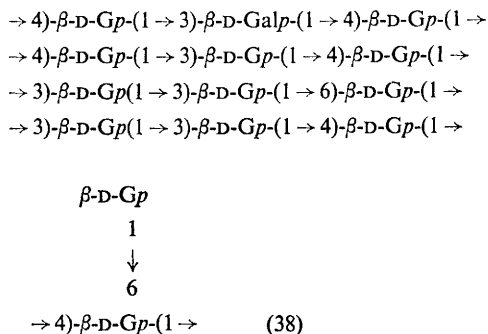 → 4)-β-D-Gp-(1 → 3)-β-D-Galp-(1 → 4)-β-D-Gp-(1 →
→ 4)-β-D-Gp-(1 → 3)-β-D-Gp-(1 → 4)-β-D-Gp-(1 →
→ 3)-β-D-Gp(1 → 3)-β-D-Gp-(1 → 6)-β-D-Gp-(1 →
→ 3)-β-D-Gp(1 → 3)-β-D-Gp-(1 → 4)-β-D-Gp-(1 →
β-D-Gp
1
↓
6
→ 4)-β-D-Gp-(1 → (38)